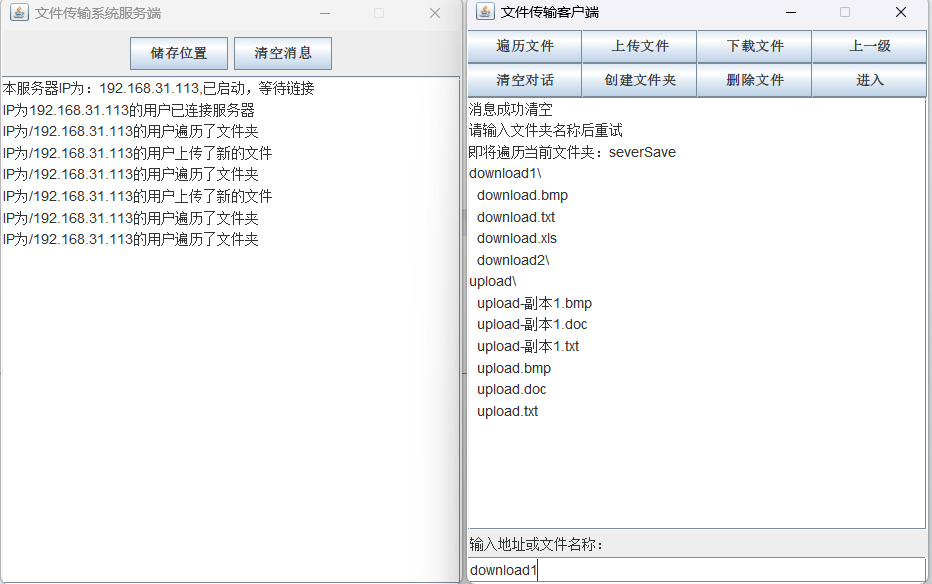 文件传输系统服务端
储存位置 清空消息
本服务器IP为：192.168.31.113,已启动，等待链接
IP为192.168.31.113的用户已连接服务器
IP为/192.168.31.113的用户遍历了文件夹
IP为/192.168.31.113的用户上传了新的文件
IP为/192.168.31.113的用户遍历了文件夹
IP为/192.168.31.113的用户上传了新的文件
IP为/192.168.31.113的用户遍历了文件夹
IP为/192.168.31.113的用户遍历了文件夹
文件传输客户端
遍历文件 上传文件 下载文件 上一级
清空对话 创建文件夹 删除文件 进入
消息成功清空
请输入文件夹名称后重试
即将遍历当前文件夹：severSave
download1\
download.bmp
download.txt
download.xls
download2\
upload\
upload-副本1.bmp
upload-副本1.doc
upload-副本1.txt
upload.bmp
upload.doc
upload.txt
输入地址或文件名称：
download1